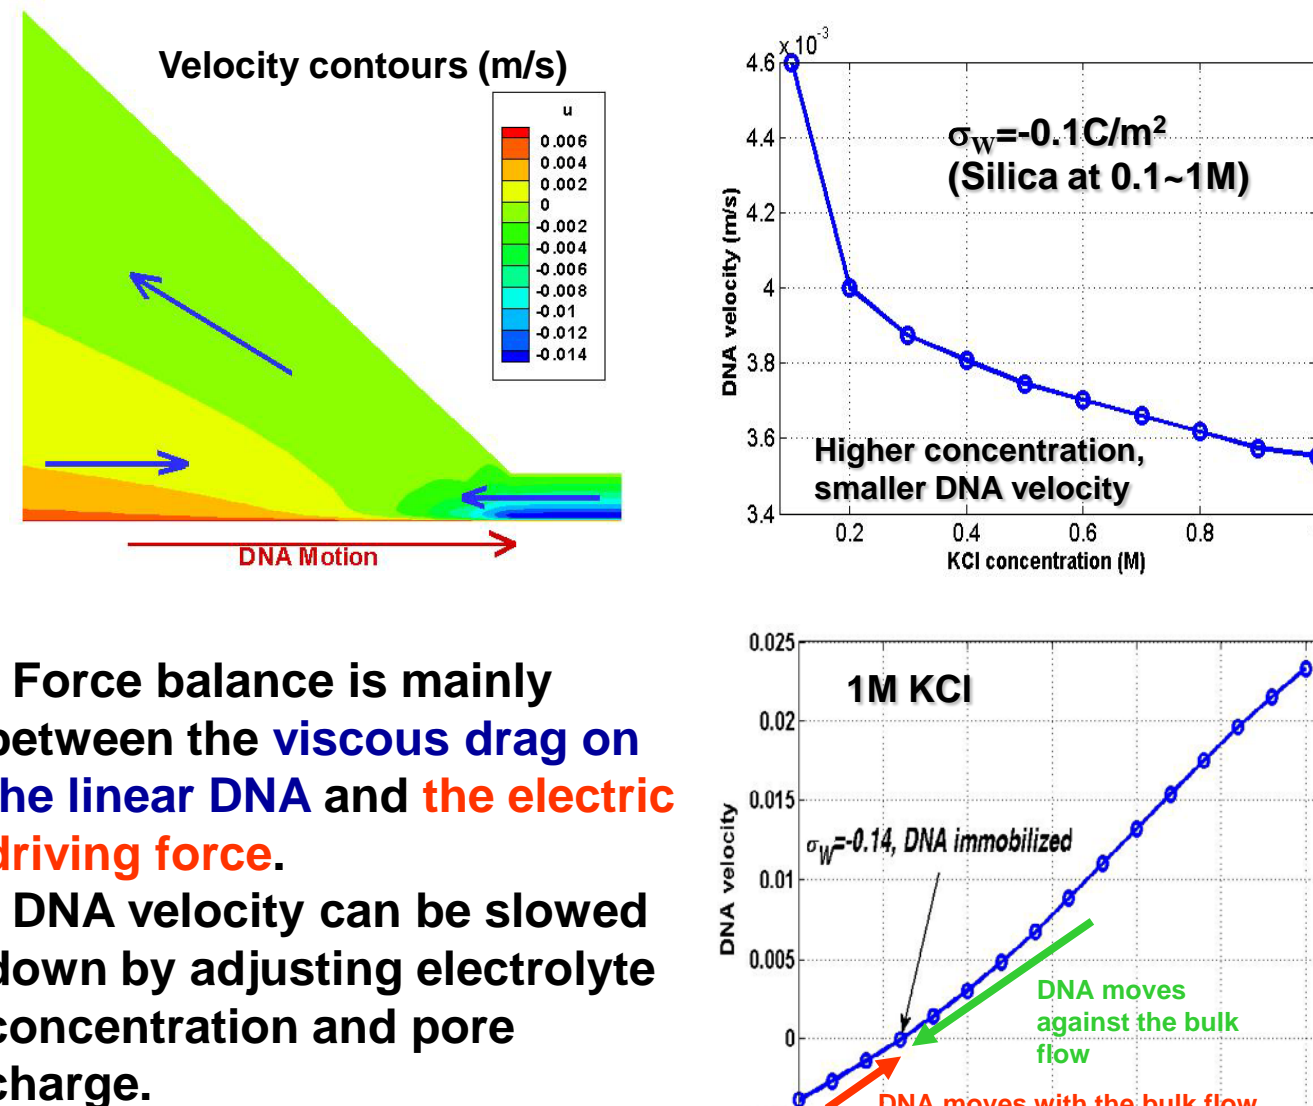 Velocity contours (m/s)
u
0.006
0.004
0.002
0
-0.002
-0.004
-0.006
-0.008
-0.01
-0.012
-0.014
DNA Motion
x 10-3
4.6
4.4
4.2
4
3.8
3.6
3.4
DNA velocity (m/s)
σW=-0.1C/m2
(Silica at 0.1~1M)
Higher concentration,
smaller DNA velocity
0.2 0.4 0.6 0.8
KCl concentration (M)
Force balance is mainly
between the viscous drag on
the linear DNA and the electric
driving force.
DNA velocity can be slowed
down by adjusting electrolyte
concentration and pore
charge.
0.025
0.02
0.015
0.01
0.005
0
DNA velocity
1M KCl
σW=-0.14, DNA immobilized
DNA moves
against the bulk
flow
DNA moves with the bulk flow